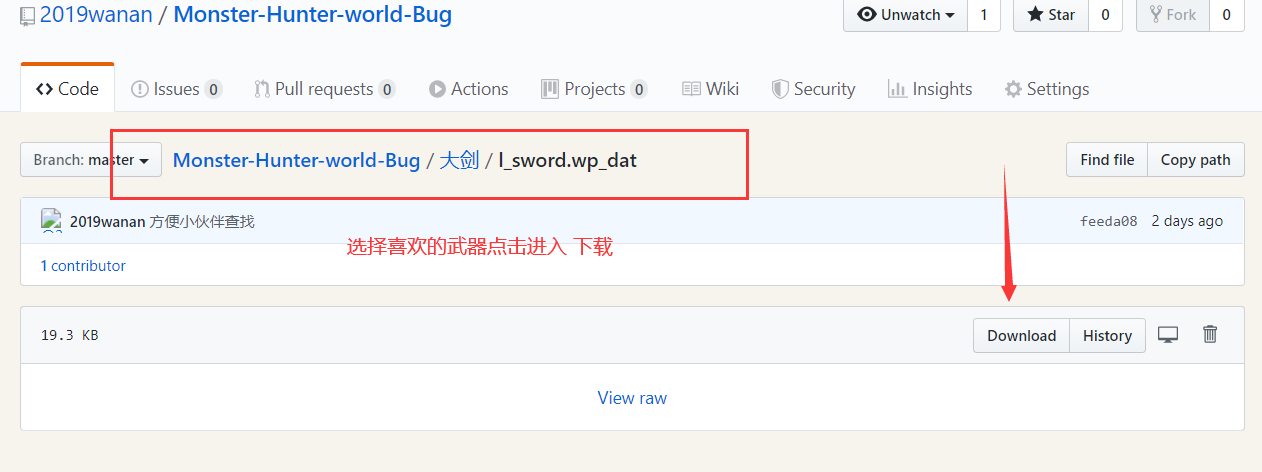 2019wanan / Monster-Hunter-world-Bug
Unwatch 1 Star 0 Fork 0
Code Issues 0 Pull requests 0 Actions Projects 0 Wiki Security Insights Settings
Branch: master Monster-Hunter-world-Bug / 大剑 / l_sword.wp_dat Find file Copy path
2019wanan 方便小伙伴查找 feeda08 2 days ago
选择喜欢的武器点击进入 下载
1 contributor
19.3 KB Download History
View raw